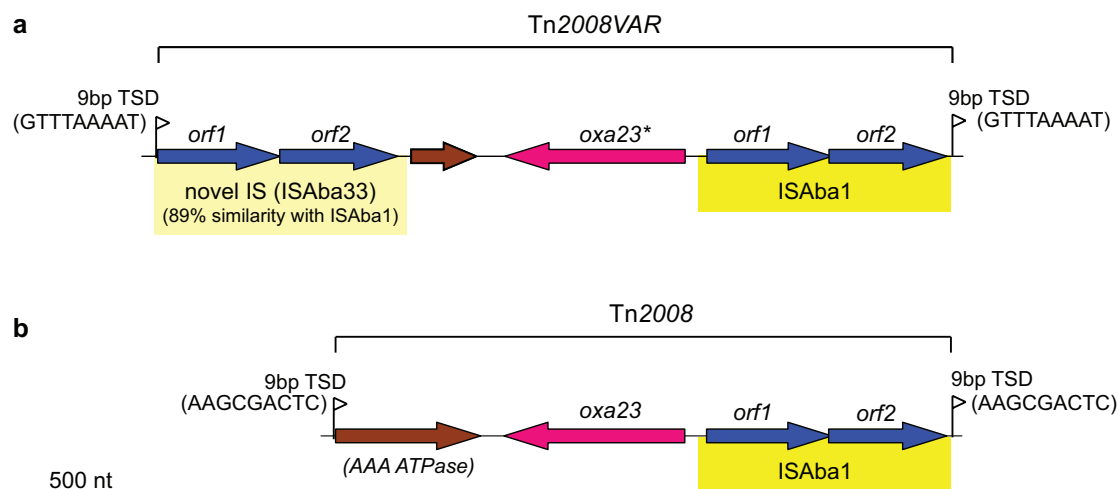 a
Tn2008VAR
9bp TSD
(GTTTAAAAT)
9bp TSD
(GTTTAAAAT)
orf1
orf2
oxa23*
orf1
orf2
novel IS (ISAba33)
(89% similarity with ISAba1)
ISAba1
b
Tn2008
9bp TSD
(AAGCGACTC)
9bp TSD
(AAGCGACTC)
oxa23
orf1
orf2
(AAA ATPase)
ISAba1
500 nt